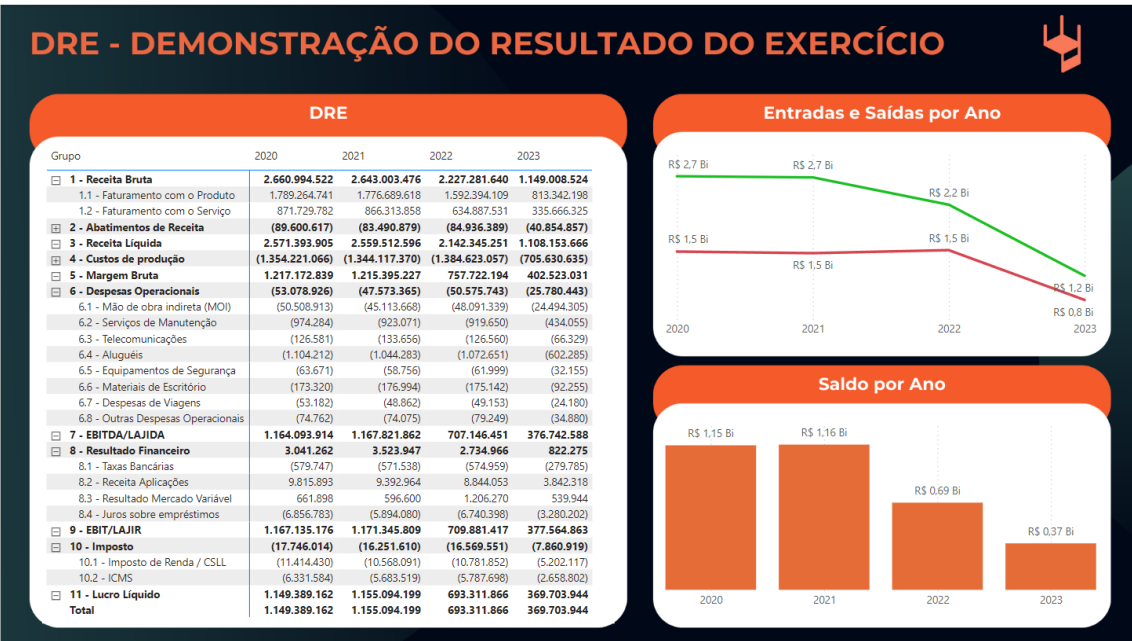 DRE - DEMONSTRAÇÃO DO RESULTADO DO EXERCÍCIO
DRE
Grupo 2020 2021 2022 2023
1 - Receita Bruta 2.660.994.522 2.643.003.476 2.227.281.640 1.149.008.524
1.1 - Faturamento com o Produto 1.789.264.741 1.776.689.618 1.592.394.109 813.342.198
1.2 - Faturamento com o Serviço 871.729.782 866.313.858 634.887.531 335.666.325
2 - Abatimentos de Receita (89.600.617) (83.490.879) (84.936.389) (40.854.857)
3 - Receita Líquida 2.571.393.905 2.559.512.596 2.142.345.251 1.108.153.666
4 - Custos de produção (1.354.221.066) (1.344.117.370) (1.384.623.057) (705.630.635)
5 - Margem Bruta 1.217.172.839 1.215.395.227 757.722.194 402.523.031
6 - Despesas Operacionais (53.078.926) (47.573.365) (50.575.743) (25.780.443)
6.1 - Mão de obra indireta (MOI) (50.508.913) (45.113.668) (48.091.339) (24.494.305)
6.2 - Serviços de Manutenção (974.284) (923.071) (919.650) (434.055)
6.3 - Telecomunicações (126.581) (133.656) (126.560) (66.329)
6.4 - Aluguéis (1.104.212) (1.044.283) (1.072.651) (602.285)
6.5 - Equipamentos de Segurança (63.671) (58.756) (61.999) (32.155)
6.6 - Materiais de Escritório (173.320) (176.994) (175.142) (92.255)
6.7 - Despesas de Viagens (53.182) (48.862) (49.153) (24.180)
6.8 - Outras Despesas Operacionais (74.762) (74.075) (79.249) (34.880)
7 - EBITDA/LAJIDA 1.164.093.914 1.167.821.862 707.146.451 376.742.588
8 - Resultado Financeiro 3.041.262 3.523.947 2.734.966 822.275
8.1 - Taxas Bancárias (579.747) (571.538) (574.959) (279.785)
8.2 - Receita Aplicações 9.815.893 9.392.964 8.844.053 3.842.318
8.3 - Resultado Mercado Variável 661.898 596.600 1.206.270 539.944
8.4 - Juros sobre empréstimos (6.856.783) (5.894.080) (6.740.398) (3.280.202)
9 - EBIT/LAJIR 1.167.135.176 1.171.345.809 709.881.417 377.564.863
10 - Imposto (17.746.014) (16.251.610) (16.569.551) (7.860.919)
10.1 - Imposto de Renda / CSLL (11.414.430) (10.568.091) (10.781.852) (5.202.117)
10.2 - ICMS (6.331.584) (5.683.519) (5.787.698) (2.658.802)
11 - Lucro Líquido 1.149.389.162 1.155.094.199 693.311.866 369.703.944
Total 1.149.389.162 1.155.094.199 693.311.866 369.703.944
Entradas e Saídas por Ano
R$ 2,7 Bi R$ 2,7 Bi
R$ 2,2 Bi
R$ 1,5 Bi R$ 1,5 Bi
R$ 1,5 Bi
R$ 1,2 Bi
R$ 0,8 Bi
2020 2021 2022 2023
Saldo por Ano
R$ 1,15 Bi R$ 1,16 Bi
R$ 0,69 Bi
R$ 0,37 Bi
2020 2021 2022 2023